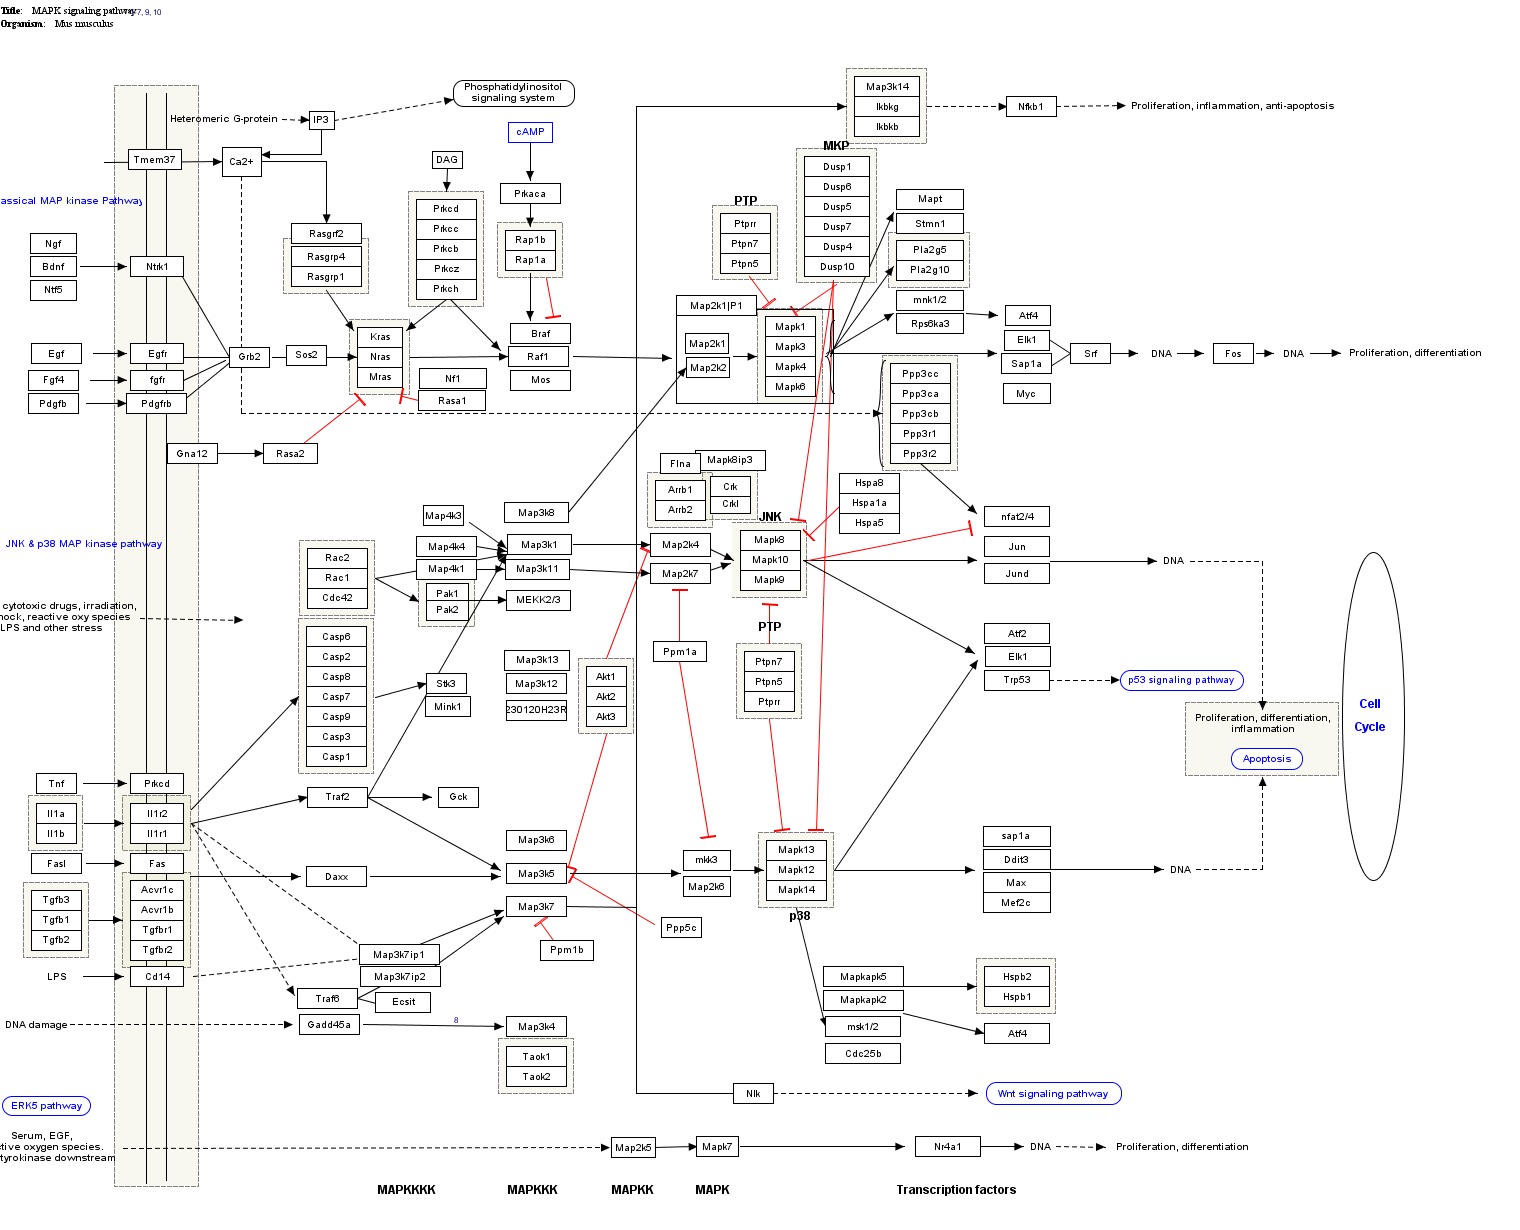 Title: MAPK signaling pathway 7, 9, 10
Organism: Mus musculus
Phosphatidylinositol
signaling system
Heteromeric G-protein
IP3
cAMP
Map3k14
Ikbkg
Ikbkb
Nfkb1
Proliferation, inflammation, anti-apoptosis
Tmem37
Ca2+
DAG
Prkaca
MKP
Dusp1
Dusp6
Dusp5
Dusp7
Dusp4
Dusp10
assical MAP kinase Pathway
Prkcd
Prkcc
Prkcb
Prkcz
Prkch
Rap1b
Rap1a
PTP
Ptprr
Ptpn7
Ptpn5
Mapt
Stmn1
Pla2g5
Pla2g10
mnk1/2
Rps6ka3
Ngf
Bdnf
Ntf5
Ntrk1
Rasgrf2
Rasgrp4
Rasgrp1
Map2k1lP1
Map2k1
Map2k2
Mapk1
Mapk3
Mapk4
Mapk6
Atf4
Elk1
Sap1a
Myc
Srf
DNA
Fos
DNA
Proliferation, differentiation
Egf
Fgf4
Pdgfb
Egfr
fgfr
Pdgfrb
Grb2
Sos2
Kras
Nras
Mras
Braf
Raf1
Mos
Nf1
Rasa1
Ppp3cc
Ppp3ca
Ppp3cb
Ppp3r1
Ppp3r2
Gna12
Rasa2
Flna
Mapk8ip3
Arrb1
Arrb2
Crk
Crkl
Hspa8
Hspa1a
Hspa5
JNK & p38 MAP kinase pathway
Map4k3
Map4k4
Map4k1
Pak1
Pak2
Map3k8
Map3k1
Map3k11
MEKK2/3
Map2k4
Map2k7
JNK
Mapk8
Mapk10
Mapk9
nfat2/4
Jun
Jund
DNA
Rac2
Rac1
Cdc42
cytotoxic drugs, irradiation,
hock, reactive oxy species
LPS and other stress
Casp6
Casp2
Casp8
Casp7
Casp9
Casp3
Casp1
Stk3
Mink1
Map3k13
Map3k12
230120H23R
Akt1
Akt2
Akt3
Ppm1a
PTP
Ptpn7
Ptpn5
Ptprr
Atf2
Elk1
Trp53
p53 signaling pathway
Proliferation, differentiation,
inflammation
Apoptosis
Cell
Cycle
Tnf
Prkcd
Il1a
Il1b
Il1r2
Il1r1
Fasl
Fas
Tgfb3
Tgfb1
Tgfb2
Acvr1c
Acvr1b
Tgfbr1
Tgfbr2
LPS
Cd14
Traf2
Gck
Daxx
Map3k6
Map3k5
Map3k7
mkk3
Map2k6
Mapk13
Mapk12
Mapk14
p38
sap1a
Ddit3
Max
Mef2c
DNA
Ppp5c
Ppm1b
Map3k7ip1
Map3k7ip2
Traf6
Ecsit
Mapkapk5
Mapkapk2
msk1/2
Cdc25b
Hspb2
Hspb1
Atf4
DNA damage
Gadd45a
8
Map3k4
Taok1
Taok2
Nlk
Wnt signaling pathway
ERK5 pathway
Serum, EGF,
ctive oxygen species.
tyrokinase downstream
Map2k5
Mapk7
Nr4a1
DNA
Proliferation, differentiation
MAPKKKK
MAPKKK
MAPKK
MAPK
Transcription factors